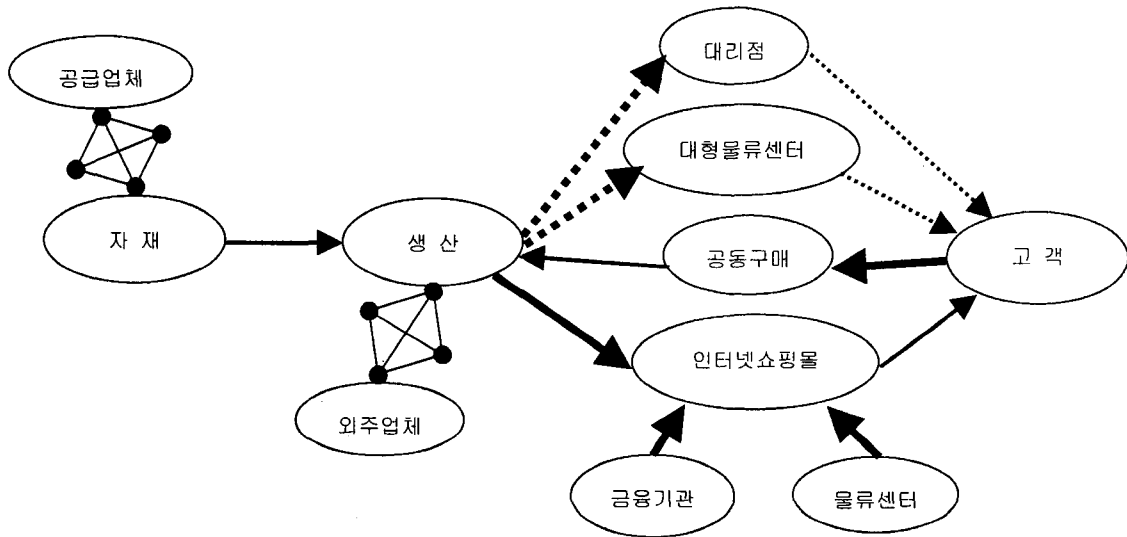 대리점
공급업체
대형물류센터
자 재
생 산
공동구매
고 객
인터넷쇼핑몰
외주업체
금융기관
물류센터